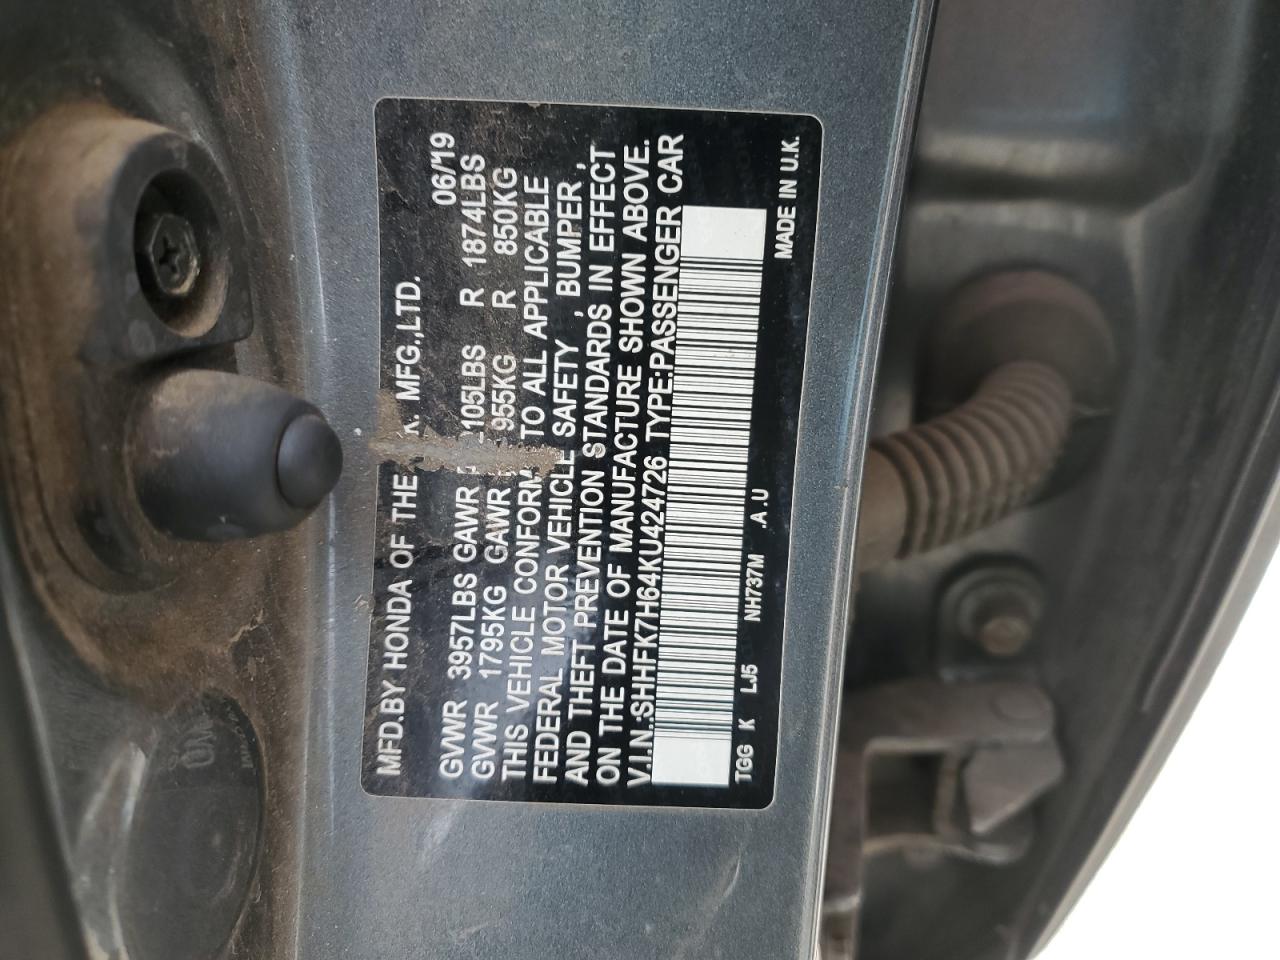 MFD.BY HONDA OF THE MFG.,LTD. 06/19
GVWR 3957LBS GAWR 105LBS R 1874LBS
GVWR 1795KG GAWR 955KG R 850KG
THIS VEHICLE CONFORM TO ALL APPLICABLE
FEDERAL MOTOR VEHICLE SAFETY , BUMPER ,
AND THEFT PREVENTION STANDARDS IN EFFECT
ON THE DATE OF MANUFACTURE SHOWN ABOVE.
V.I.N.:SHHFK7H64KU424726 TYPE:PASSENGER CAR
TGG K LJ5 NH737M .A.U MADE IN U.K.